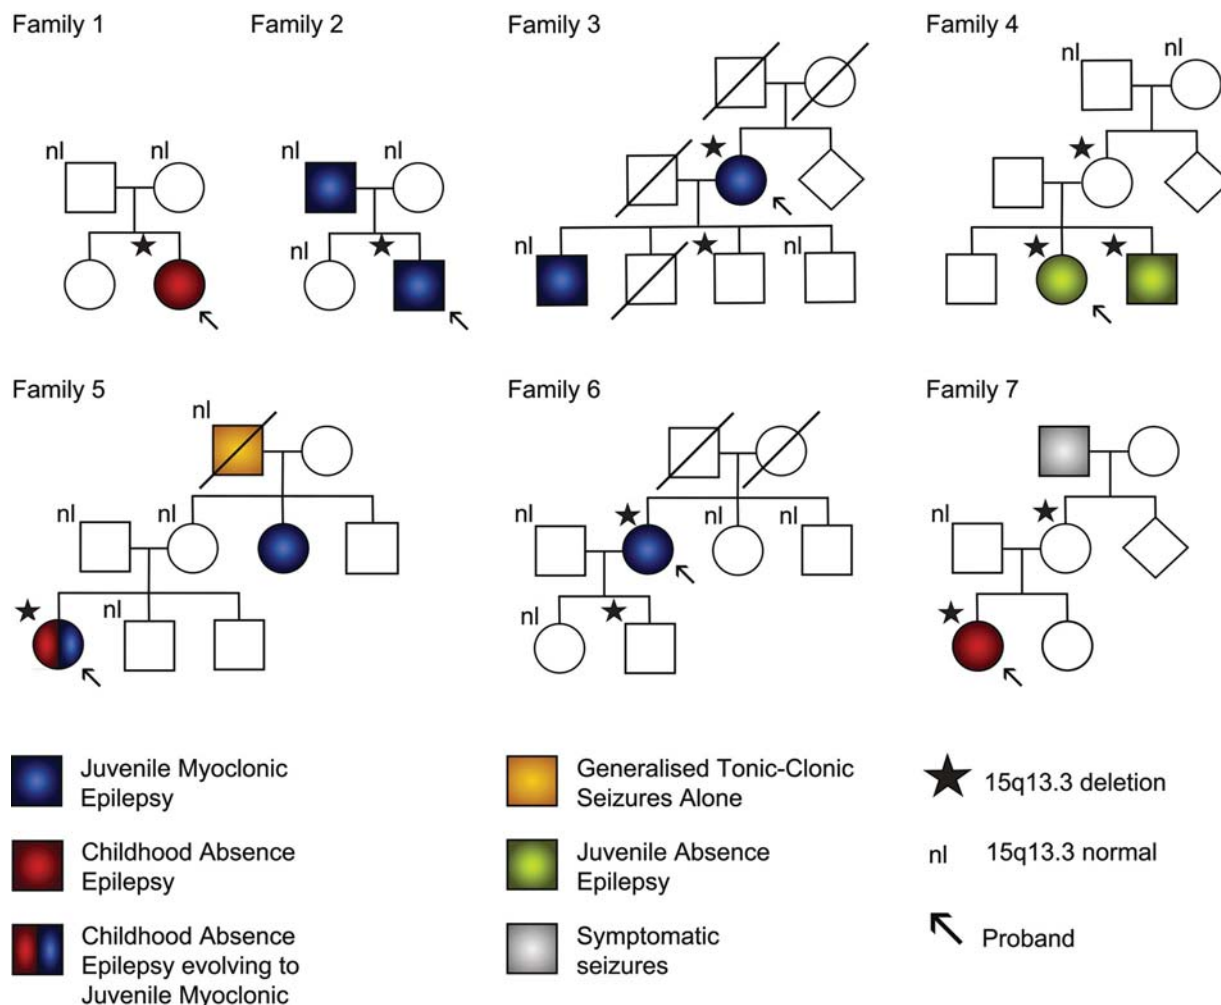 Family 1
Family 2
Family 3
Family 4
nl nl
nl nl
nl
nl nl
nl nl
Family 5
Family 6
Family 7
nl
nl nl
nl
nl nl nl
nl
nl
Juvenile Myoclonic
Epilepsy
Childhood Absence
Epilepsy
Childhood Absence
Epilepsy evolving to
Juvenile Myoclonic
Generalised Tonic-Clonic
Seizures Alone
Juvenile Absence
Epilepsy
Symptomatic
seizures
15q13.3 deletion
nl 15q13.3 normal
Proband